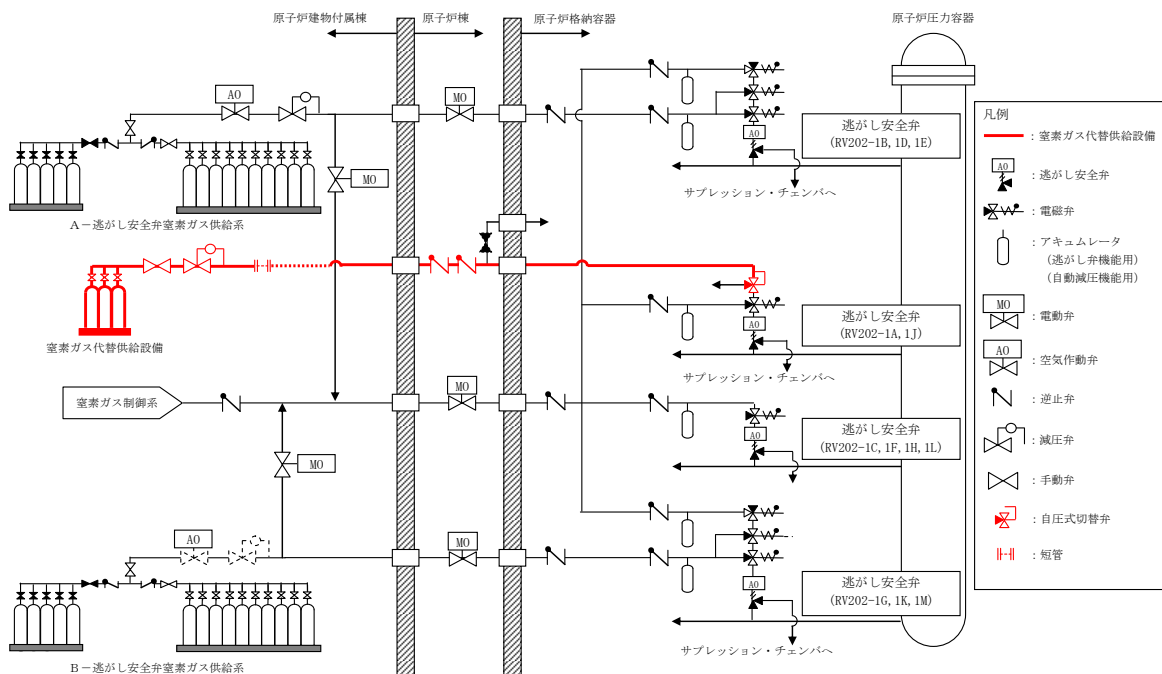 原子炉建物付属棟
原子炉棟
原子炉格納容器
原子炉圧力容器
AO
MO
MO
A-逃がし安全弁窒素ガス供給系
AO
逃がし安全弁
(RV202-1B, 1D, 1E)
サプレッション・チェンバへ
窒素ガス代替供給設備
AO
逃がし安全弁
(RV202-1A, 1J)
サプレッション・チェンバへ
窒素ガス制御系
MO
MO
AO
逃がし安全弁
(RV202-1C, 1F, 1H, 1L)
AO
MO
AO
逃がし安全弁
(RV202-1G, 1K, 1M)
サプレッション・チェンバへ
B-逃がし安全弁窒素ガス供給系
凡例
:窒素ガス代替供給設備
AO
:逃がし安全弁
:電磁弁
:アキュムレータ
(逃がし弁機能用)
(自動減圧機能用)
MO
:電動弁
AO
:空気作動弁
:逆止弁
:減圧弁
:手動弁
:自圧式切替弁
:短管